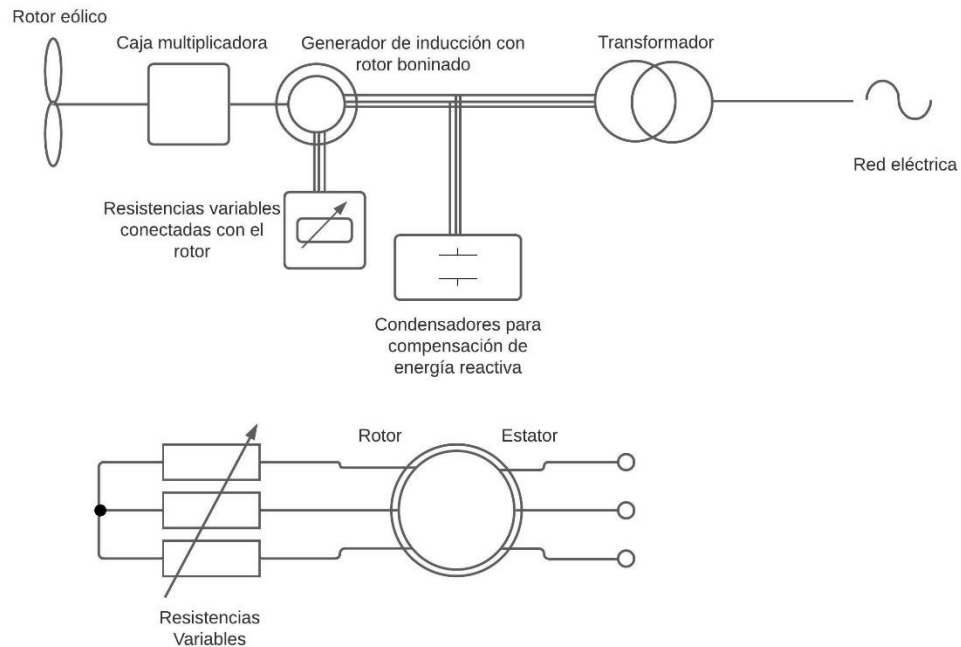 Rotor eólico
Caja multiplicadora
Generador de inducción con
rotor boninado
Transformador
Red eléctrica
Resistencias variables
conectadas con el
rotor
Condensadores para
compensación de
energía reactiva
Rotor
Estator
Resistencias
Variables